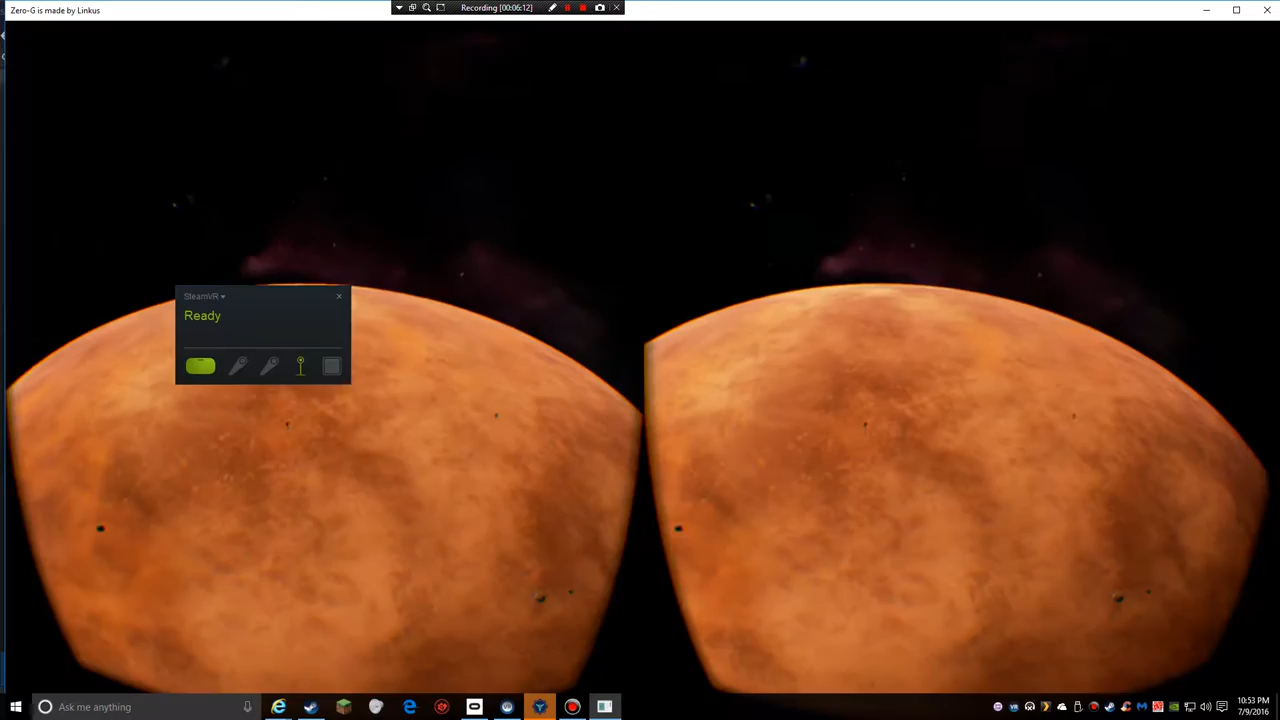 Zero-G is made by Linkus
Recording [00:06:12]
SteamVR
Ready
Ask me anything
10:53 PM
7/9/2016